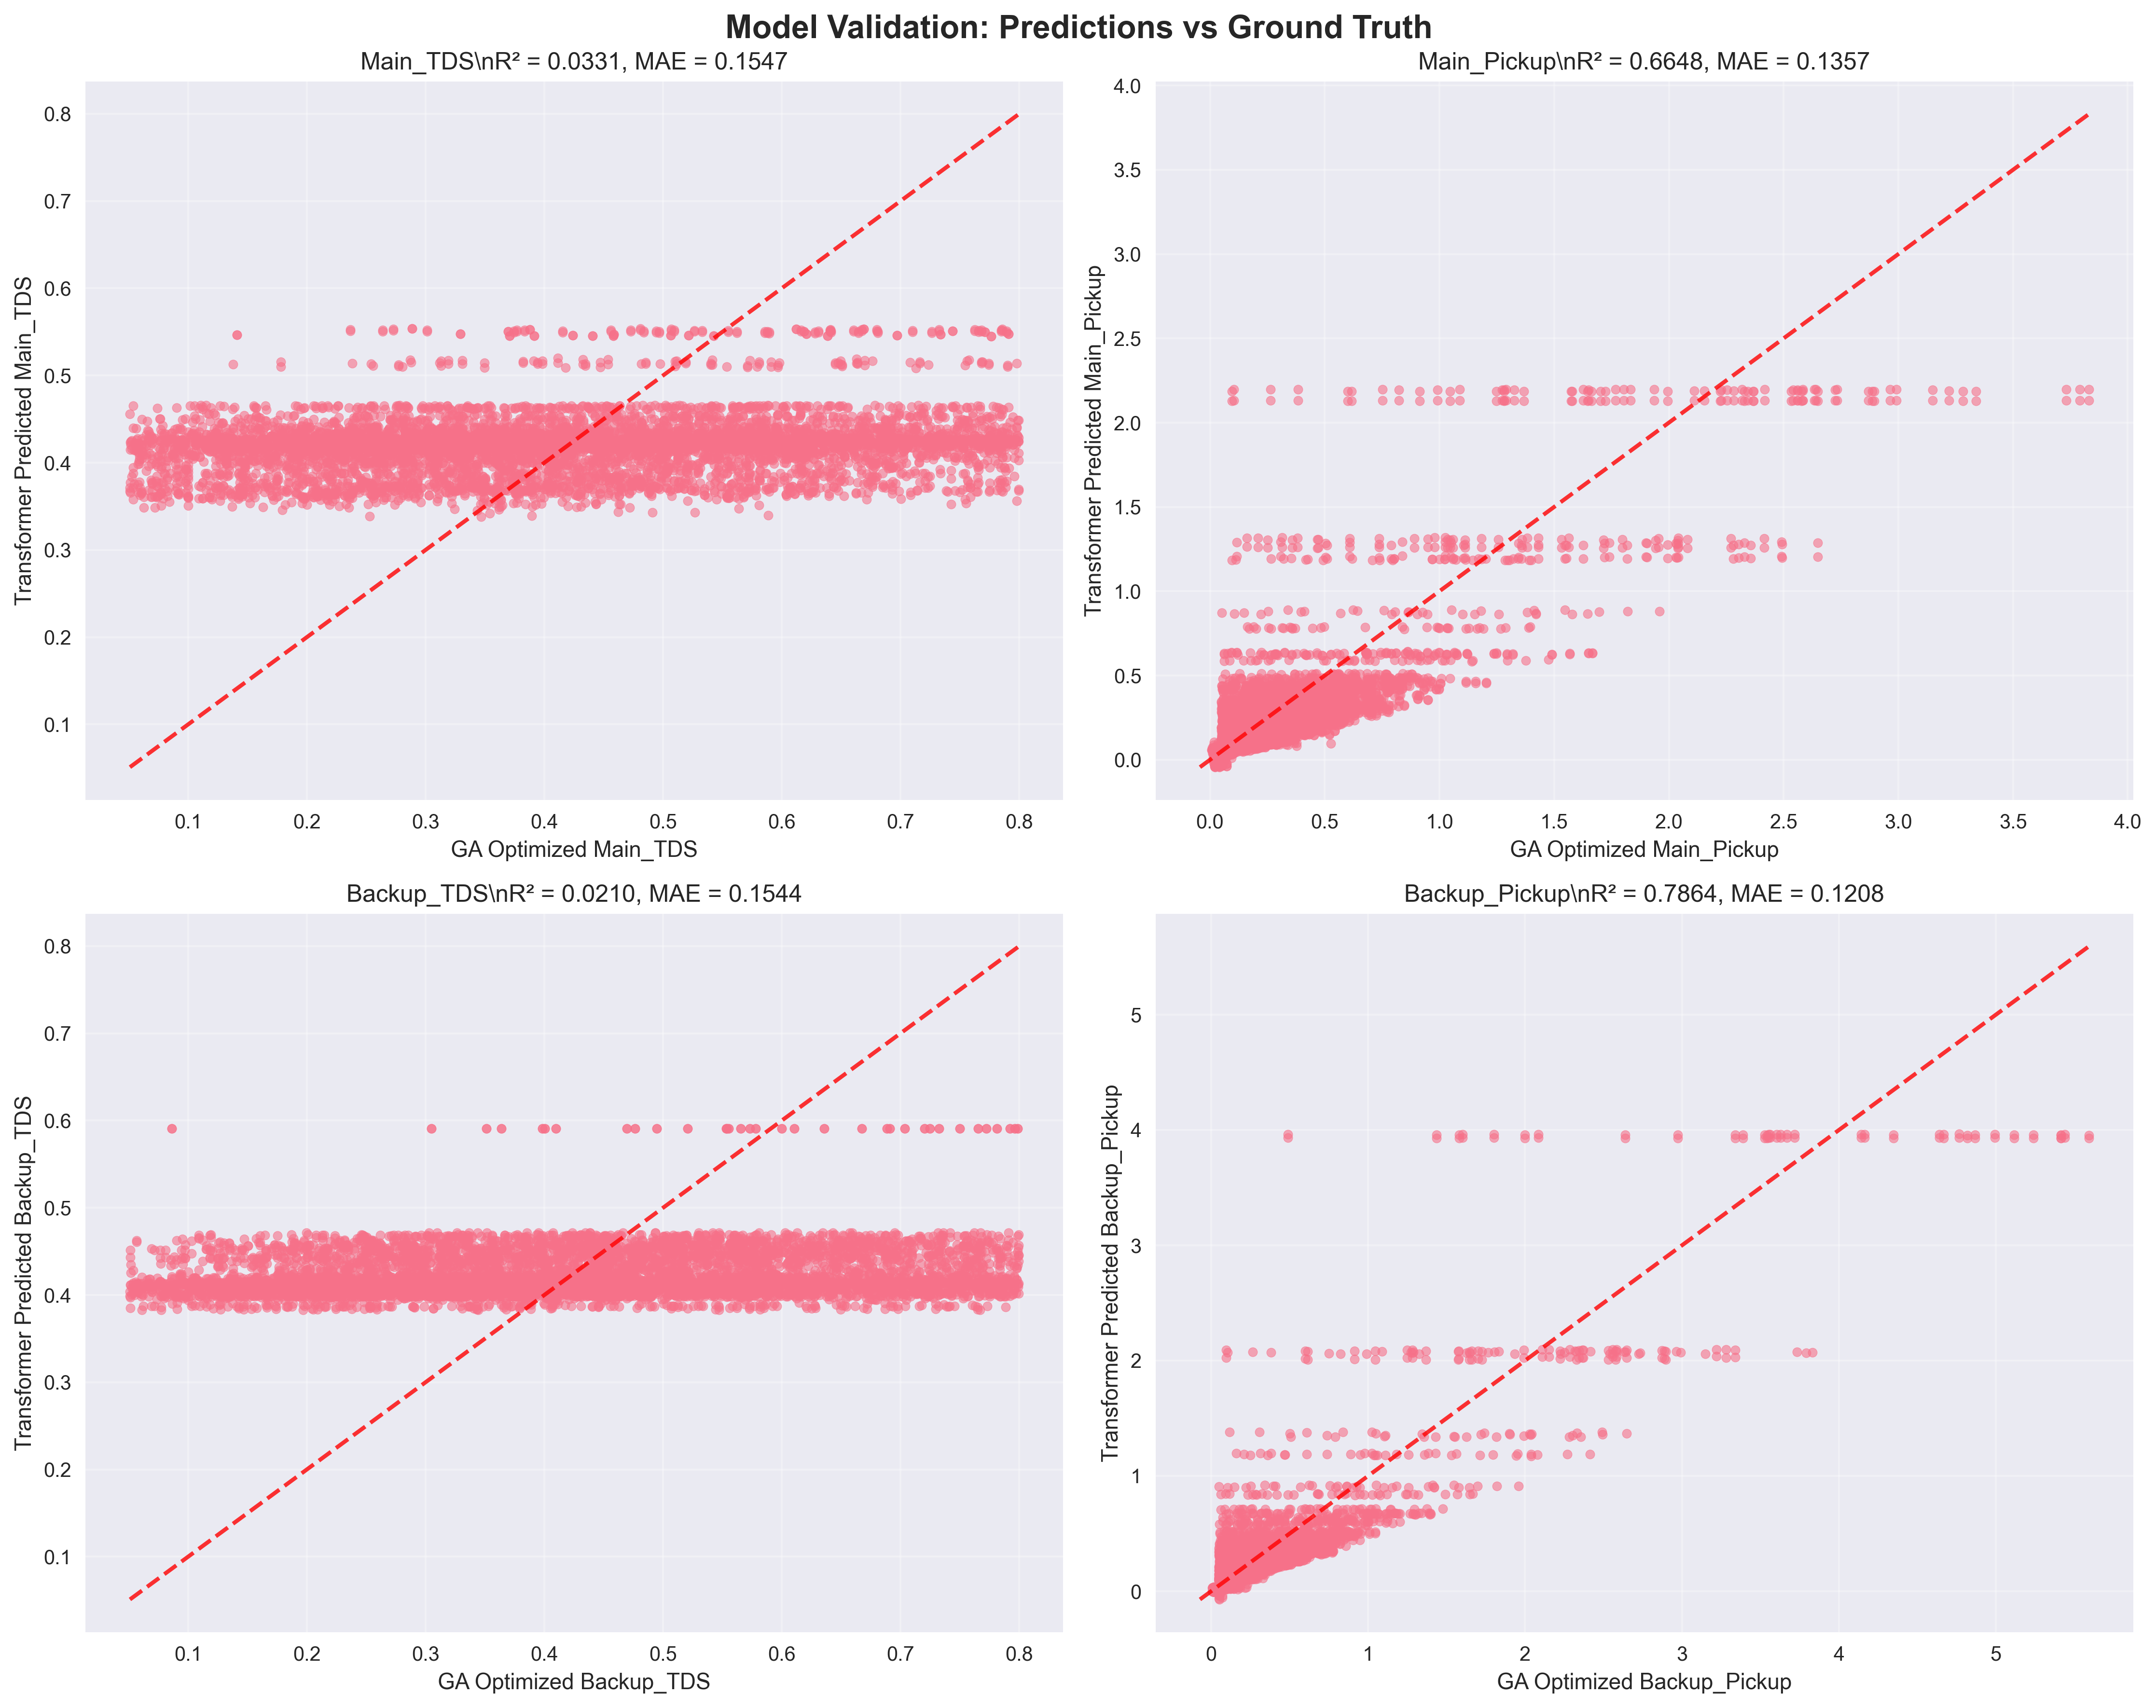 Model Validation: Predictions vs Ground Truth
Main_TDS\nR² = 0.0331, MAE = 0.1547
0.8
0.7
0.6
0.5
0.4
0.3
0.2
0.1
Transformer Predicted Main_TDS
0.1 0.2 0.3 0.4 0.5 0.6 0.7 0.8
GA Optimized Main_TDS
Main_Pickup\nR² = 0.6648, MAE = 0.1357
4.0
3.5
3.0
2.5
2.0
1.5
1.0
0.5
0.0
Transformer Predicted Main_Pickup
0.0 0.5 1.0 1.5 2.0 2.5 3.0 3.5 4.0
GA Optimized Main_Pickup
Backup_TDS\nR² = 0.0210, MAE = 0.1544
0.8
0.7
0.6
0.5
0.4
0.3
0.2
0.1
Transformer Predicted Backup_TDS
0.1 0.2 0.3 0.4 0.5 0.6 0.7 0.8
GA Optimized Backup_TDS
Backup_Pickup\nR² = 0.7864, MAE = 0.1208
5
4
3
2
1
0
Transformer Predicted Backup_Pickup
0 1 2 3 4 5
GA Optimized Backup_Pickup